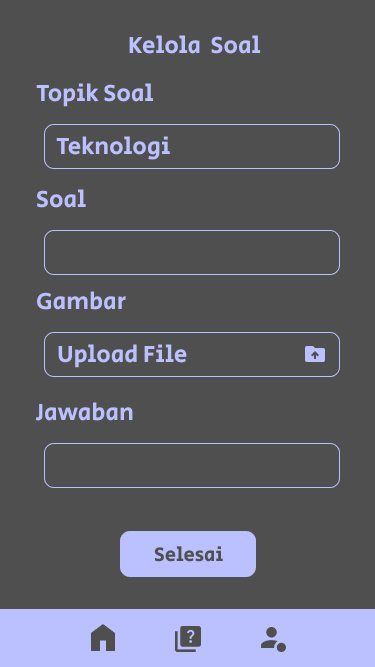 Kelola Soal
Topik Soal
Teknologi
Soal
Gambar
Upload File
Jawaban
Selesai
?